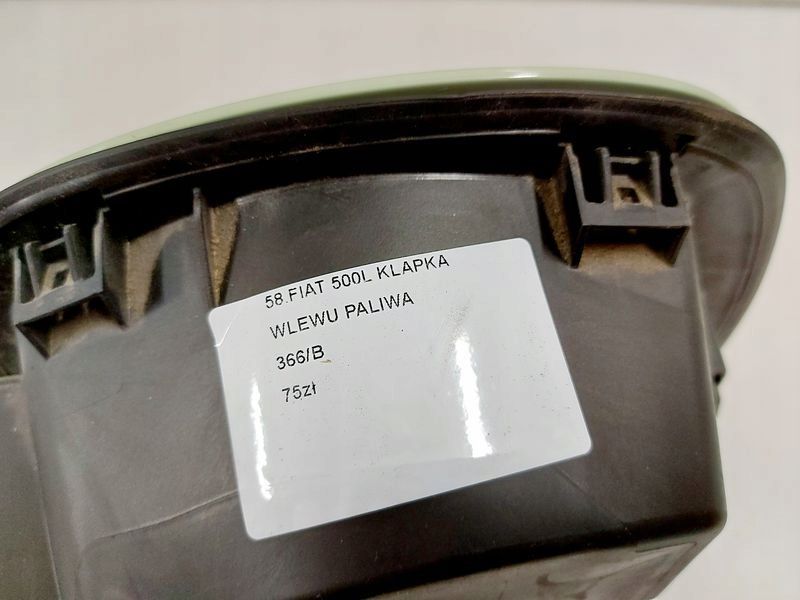 58.FIAT 500L KLAPKA
WLEWU PALIWA
366/B
75zł